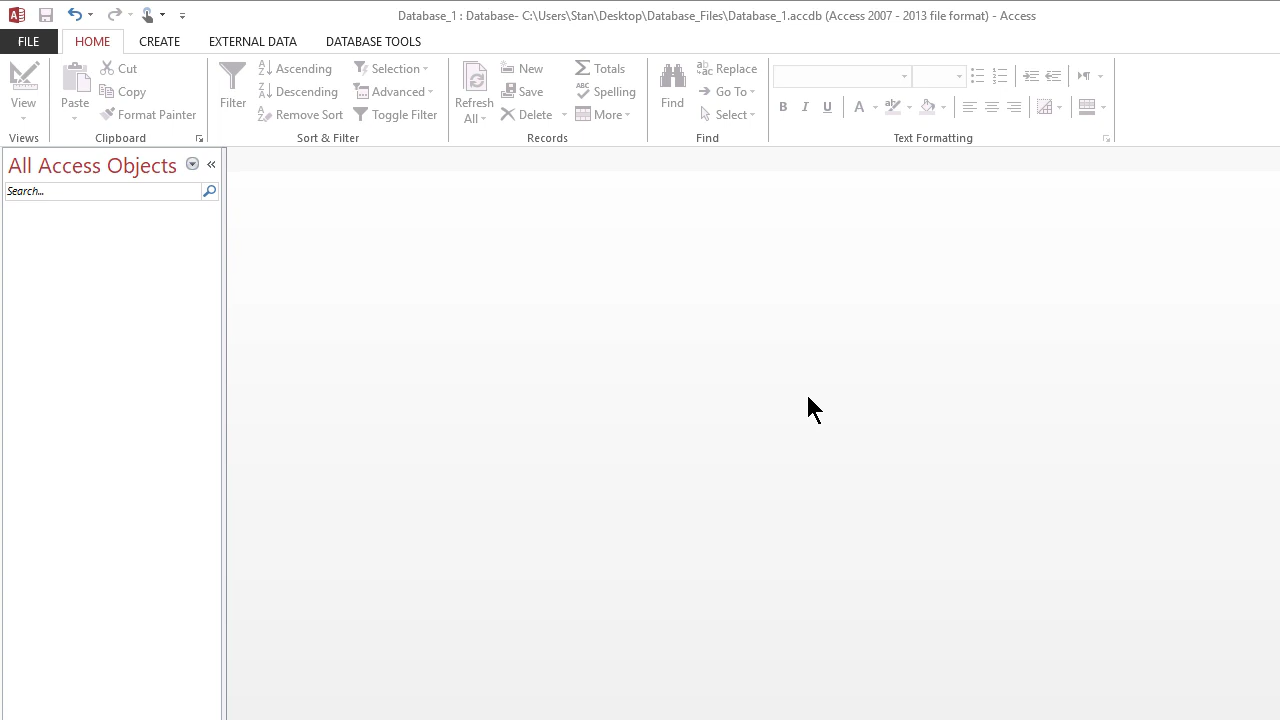 Database_1 : Database- C:\Users\Stan\Desktop\Database_Files\Database_1.accdb (Access 2007 - 2013 file format) - Access
FILE HOME CREATE EXTERNAL DATA DATABASE TOOLS
View
Views
Paste
Cut
Copy
Format Painter
Clipboard
Filter
Ascending
Descending
Remove Sort
Selection
Advanced
Toggle Filter
Sort & Filter
Refresh
All
New
Save
Delete
Totals
Spelling
More
Records
Find
Replace
Go To
Select
Find
B I U A
Text Formatting
All Access Objects
Search...